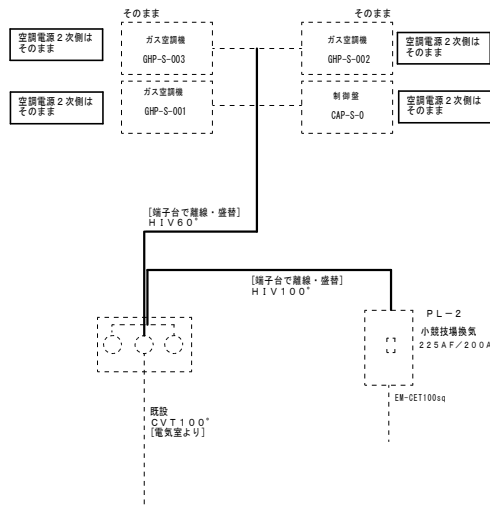 そのまま
そのまま
空調電源２次側は
そのまま
ガス空調機
GHP-S-003
ガス空調機
GHP-S-002
空調電源２次側は
そのまま
空調電源２次側は
そのまま
ガス空調機
GHP-S-001
制御盤
CAP-S-0
空調電源２次側は
そのまま
[端子台で離線・盛替]
ＨＩＶ６０°
[端子台で離線・盛替]
ＨＩＶ１００°
ＰＬ－２
小競技場換気
２２５ＡＦ／２００Ａ
EM-CET100sq
既設
ＣＶＴ１００°
[電気室より]